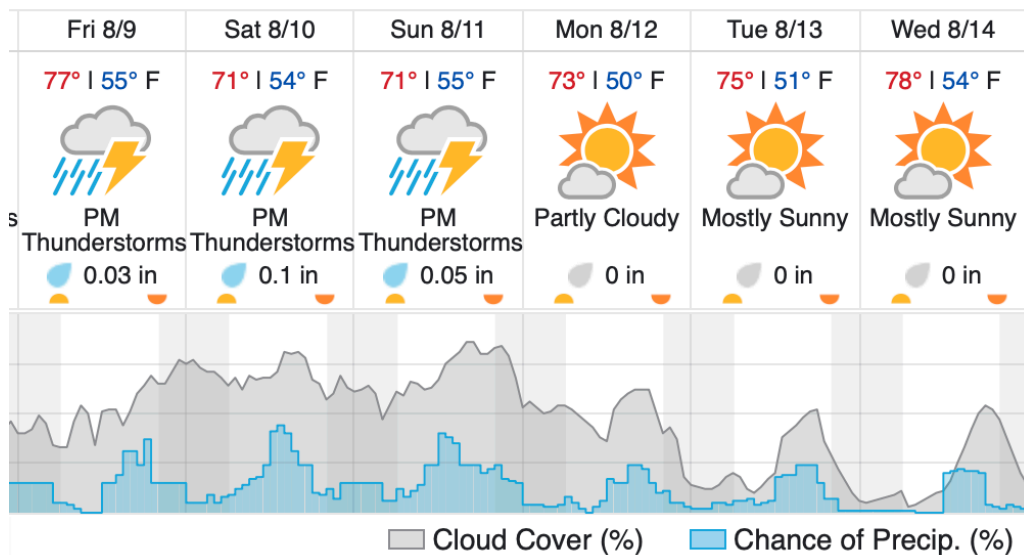 Fri 8/9 Sat 8/10 Sun 8/11 Mon 8/12 Tue 8/13 Wed 8/14
77° | 55° F 71° | 54° F 71° | 55° F 73° | 50° F 75° | 51° F 78° | 54° F
s PM PM PM Partly Cloudy Mostly Sunny Mostly Sunny
Thunderstorms Thunderstorms Thunderstorms
0.03 in 0.1 in 0.05 in 0 in 0 in 0 in
Cloud Cover (%) Chance of Precip. (%)